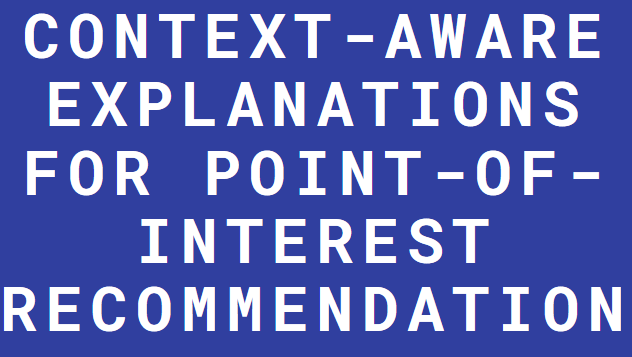 CONTEXT-AWARE
EXPLANATIONS
FOR POINT-OF-
INTEREST
RECOMMENDATION